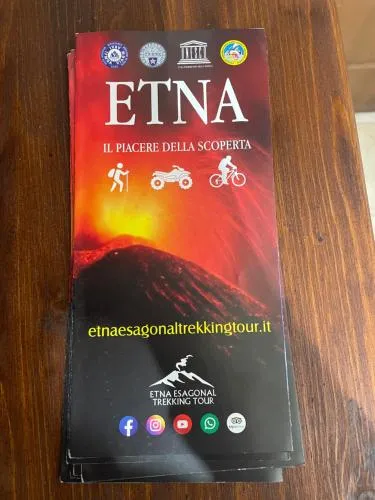 ETNA
IL PIACERE DELLA SCOPERTA
etnaesagonaltrekkingtour.it
ETNA ESAGONAL
TREKKING TOUR